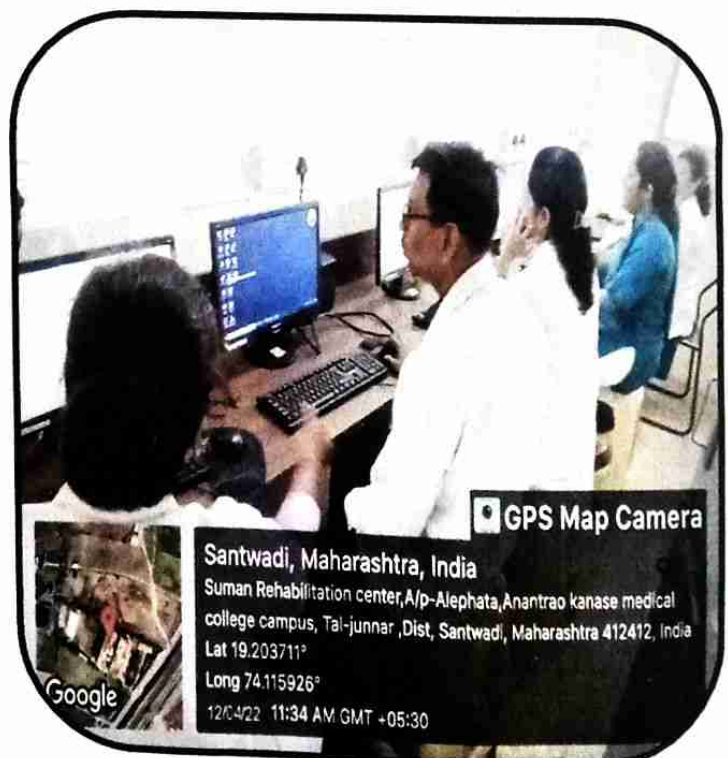 GPS Map Camera
Santwadi, Maharashtra, India
Suman Rehabilitation center,A/p-Alephata,Anantrao kanase medical
college campus, Tal-junnar ,Dist, Santwadi, Maharashtra 412412, India
Lat 19.203711°
Long 74.115926°
12/04/22 11:34 AM GMT +05:30
Google